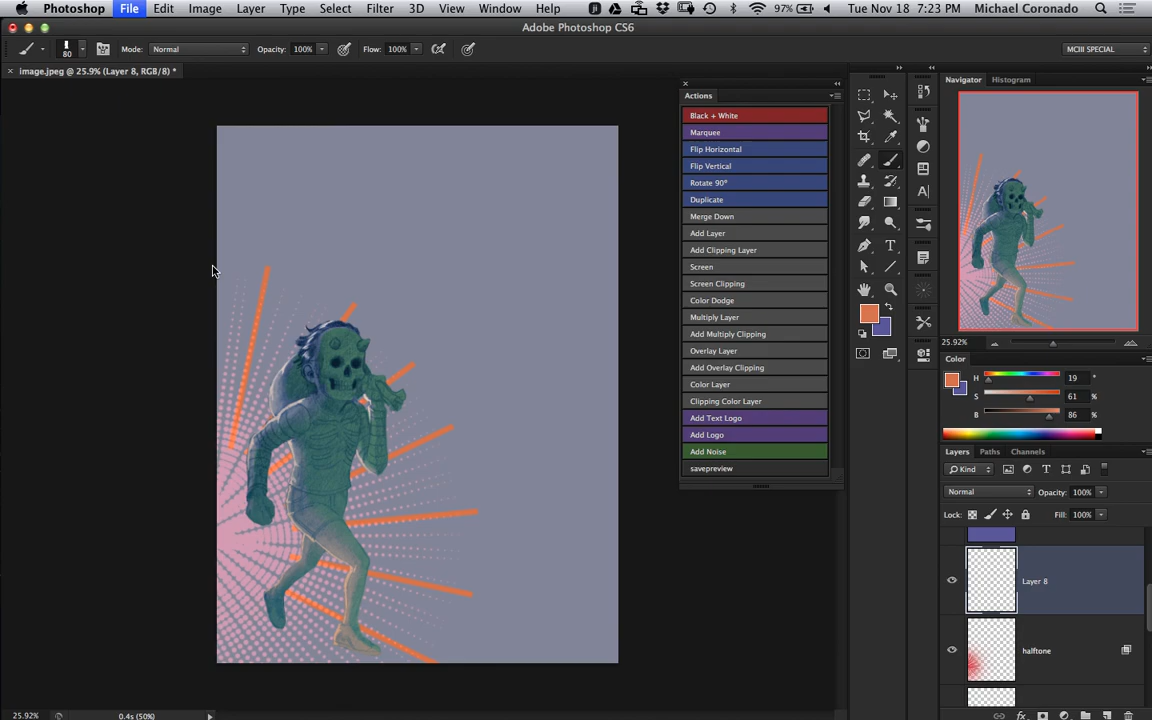 Photoshop File Edit Image Layer Type Select Filter 3D View Window Help 97% Tue Nov 18 7:23 PM Michael Coronado
Adobe Photoshop CS6
80 Mode: Normal Opacity: 100% Flow: 100% MCIII SPECIAL
image.jpeg @ 25.9% (Layer 8, RGB/8) *
Actions
Black + White
Marquee
Flip Horizontal
Flip Vertical
Rotate 90º
Duplicate
Merge Down
Add Layer
Add Clipping Layer
Screen
Screen Clipping
Color Dodge
Multiply Layer
Add Multiply Clipping
Overlay Layer
Add Overlay Clipping
Color Layer
Clipping Color Layer
Add Text Logo
Add Logo
Add Noise
savepreview
Navigator Histogram
25.92%
Color
H 19 °
S 61 %
B 86 %
Layers Paths Channels
Kind
Normal Opacity: 100%
Lock: Fill: 100%
Layer 8
halftone
25.92% 0.4s (50%)